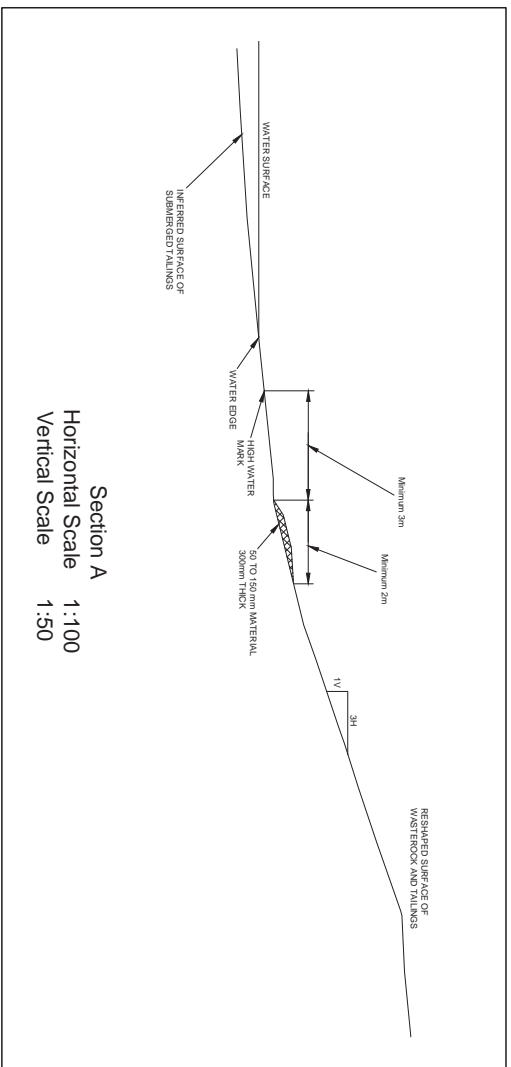 RESHAPED SURFACE OF
WASTEROCK AND TAILINGS
Minimum 3m
Minimum 2m
3H
1V
WATER SURFACE
INFERRED SURFACE OF
SUBMERGED TAILINGS
WATER EDGE
HIGH WATER
MARK
50 TO 150 mm MATERIAL
300mm THICK
Section A
Horizontal Scale 1:100
Vertical Scale 1:50